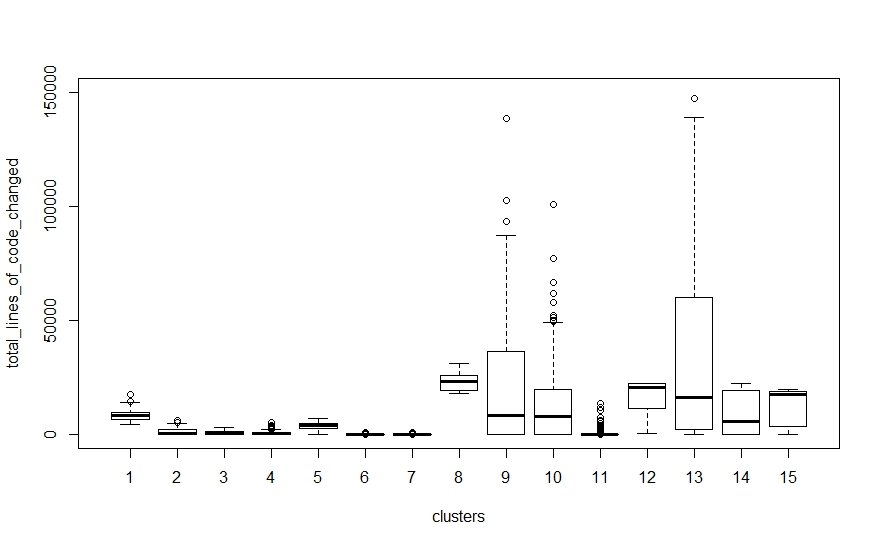 total_lines_of_code_changed
150000
100000
50000
0
1 2 3 4 5 6 7 8 9 10 11 12 13 14 15
clusters